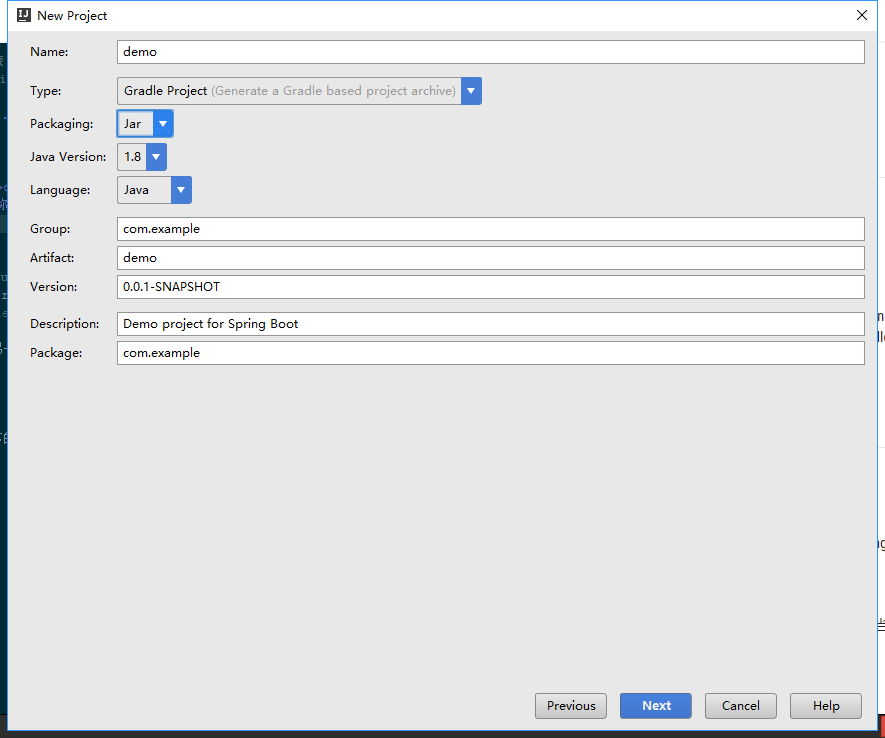 New Project
Name: demo
Type: Gradle Project (Generate a Gradle based project archive)
Packaging: Jar
Java Version: 1.8
Language: Java
Group: com.example
Artifact: demo
Version: 0.0.1-SNAPSHOT
Description: Demo project for Spring Boot
Package: com.example
Previous Next Cancel Help